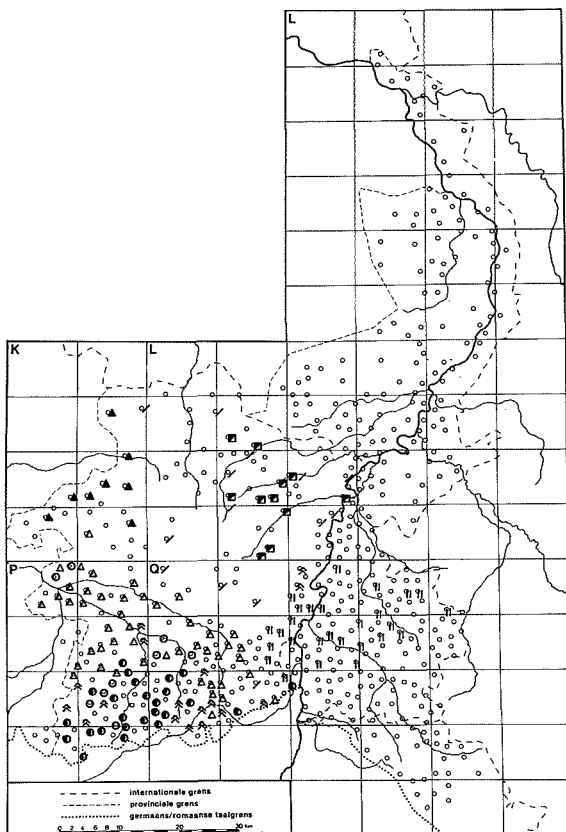 L
K L
P Q
internationale grens
provinciale grens
germaans/romaanse taalgrens
0 2 4 6 8 10 20 30 km